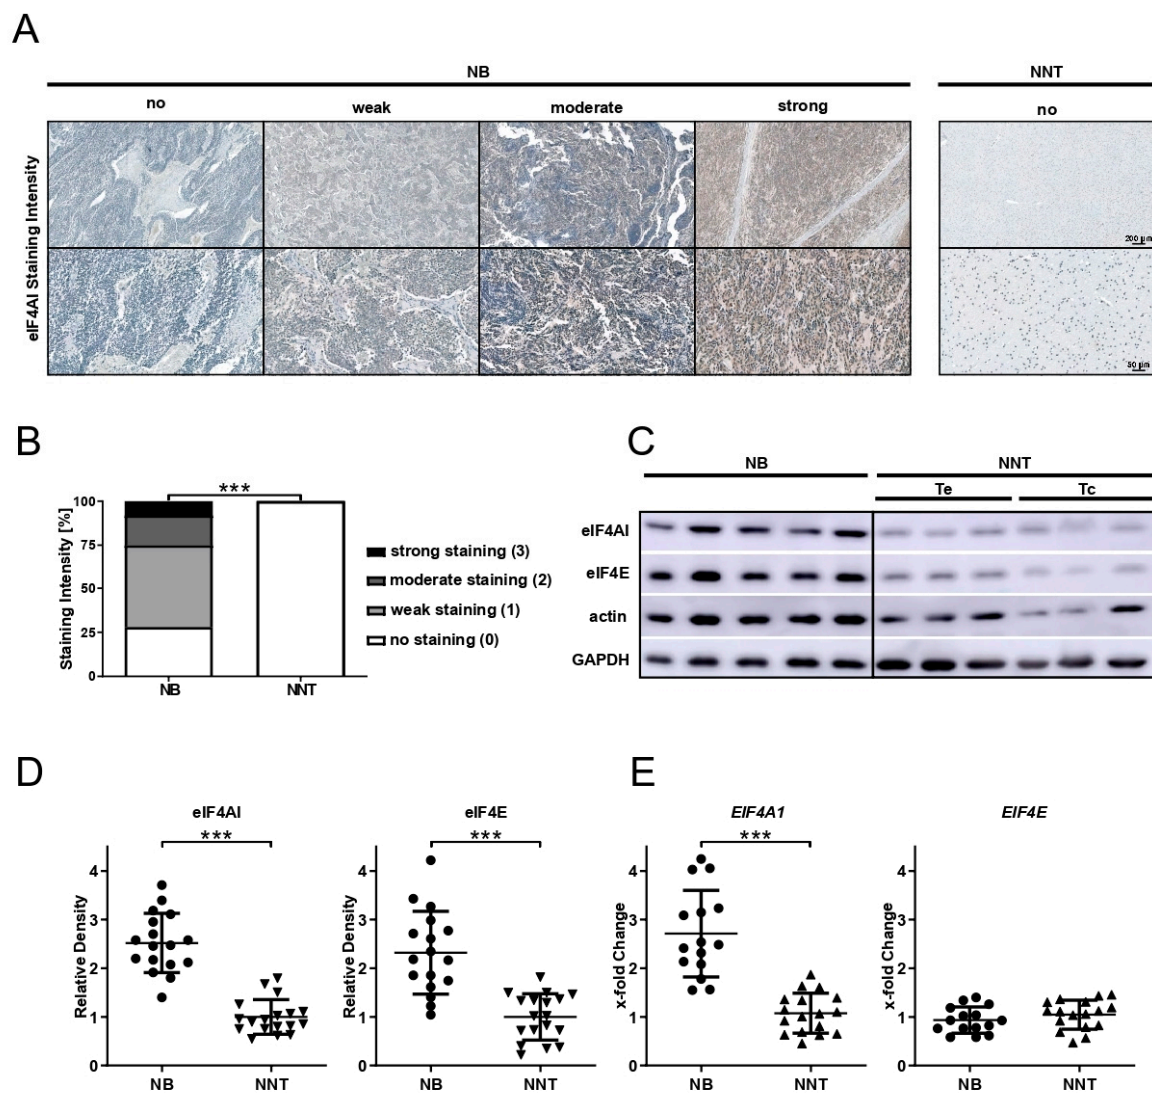 A
NB
NNT
no
weak
moderate
strong
no
eIF4AI Staining Intensity
200 µm
50 µm
B
Staining Intensity [%]
100
75
50
25
0
***
NB
NNT
strong staining (3)
moderate staining (2)
weak staining (1)
no staining (0)
C
NB
NNT
Te
Tc
eIF4AI
eIF4E
actin
GAPDH
D
eIF4AI
***
Relative Density
4
3
2
1
0
NB
NNT
eIF4E
***
Relative Density
4
3
2
1
0
NB
NNT
E
EIF4A1
***
x-fold Change
4
3
2
1
0
NB
NNT
EIF4E
x-fold Change
4
3
2
1
0
NB
NNT